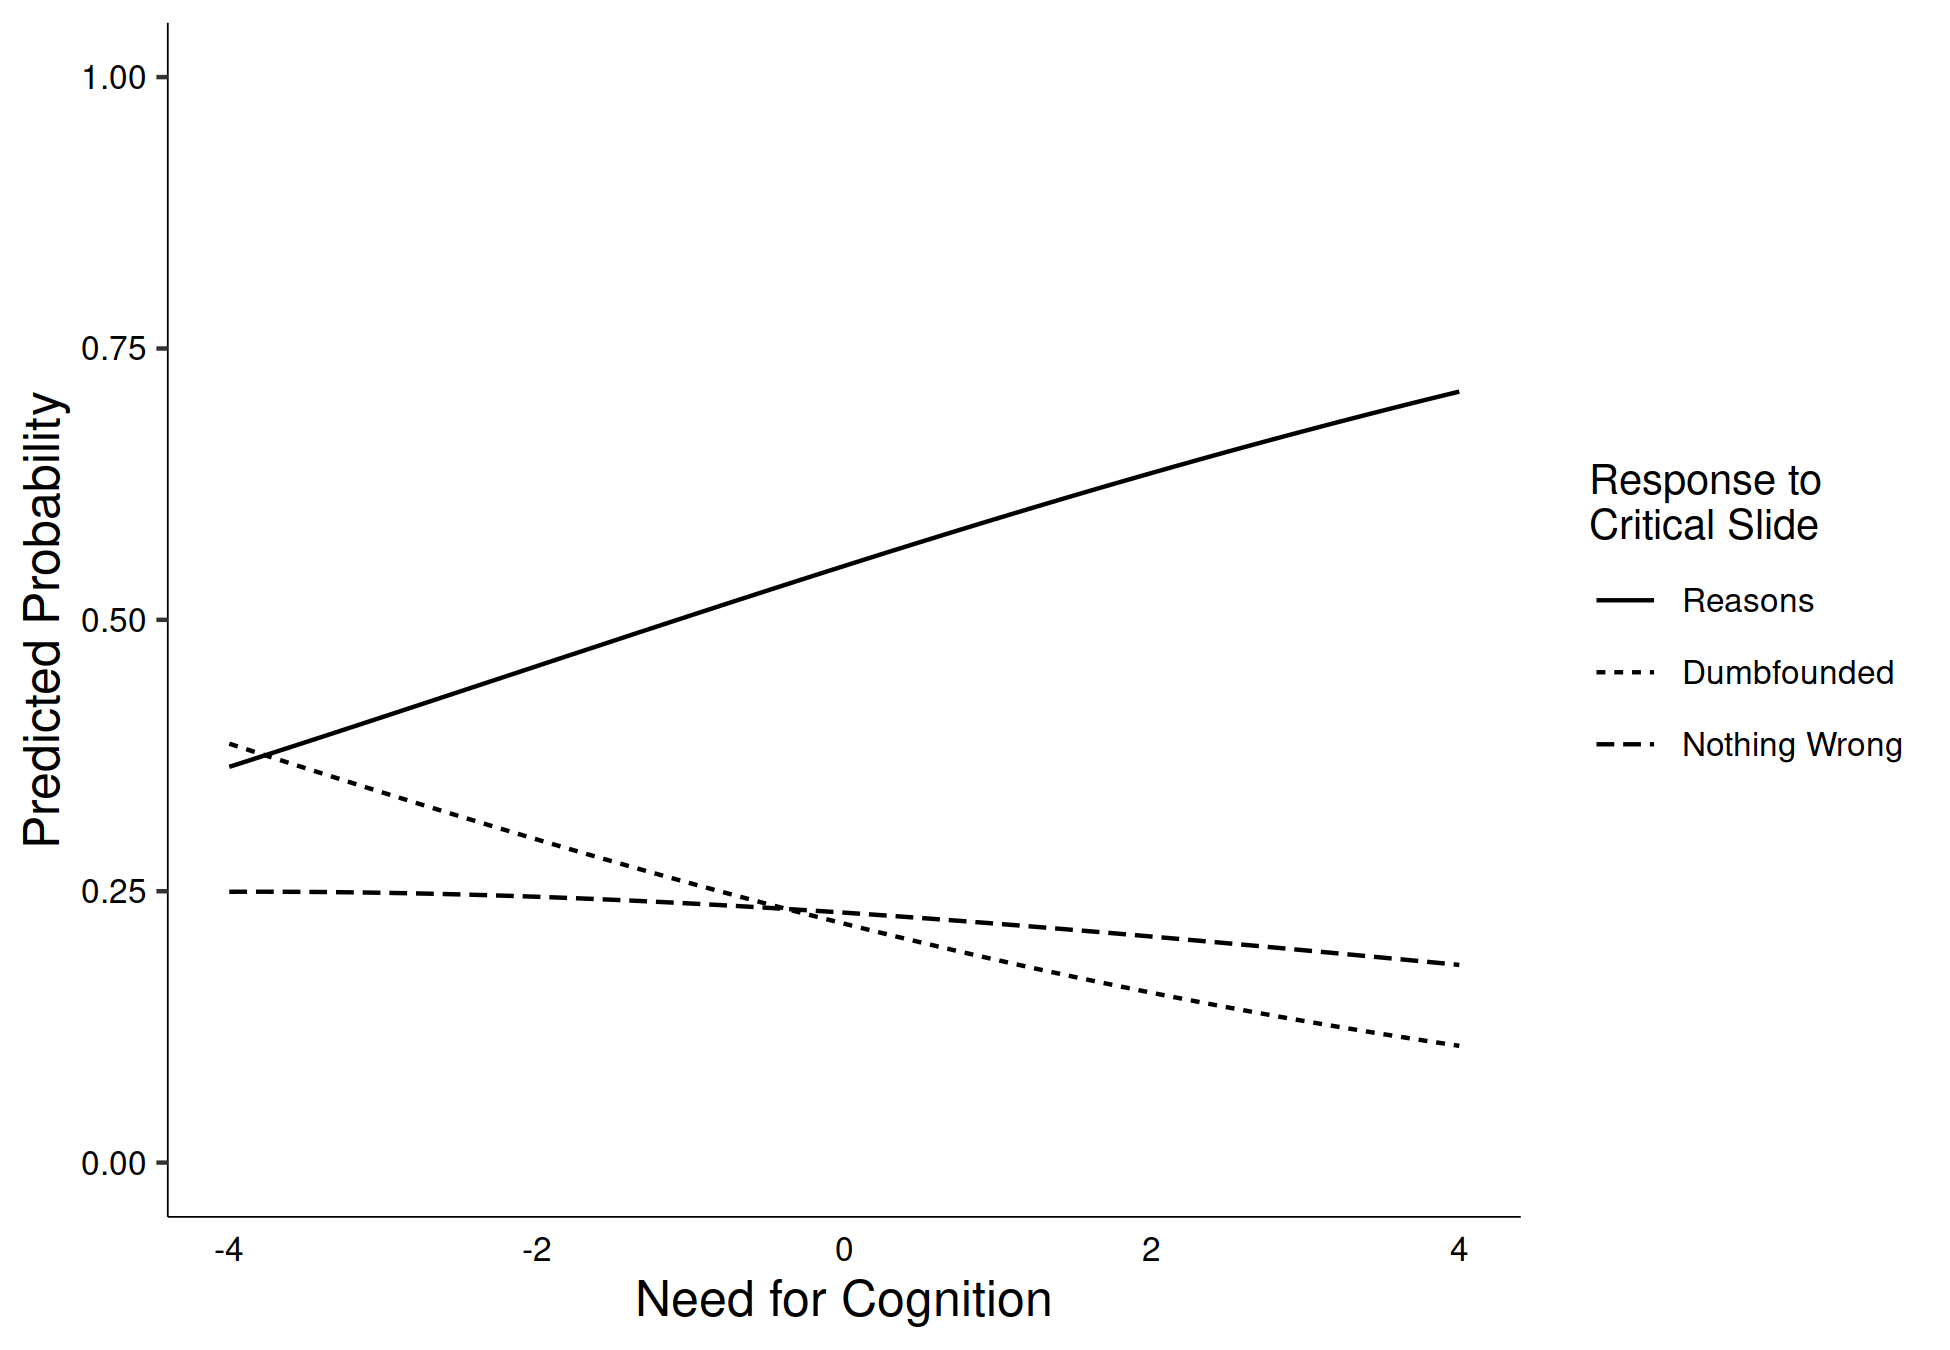 1.00
0.75
0.50
0.25
0.00
Predicted Probability
-4
-2
0
2
4
Need for Cognition
Response to
Critical Slide
Reasons
Dumbfounded
Nothing Wrong